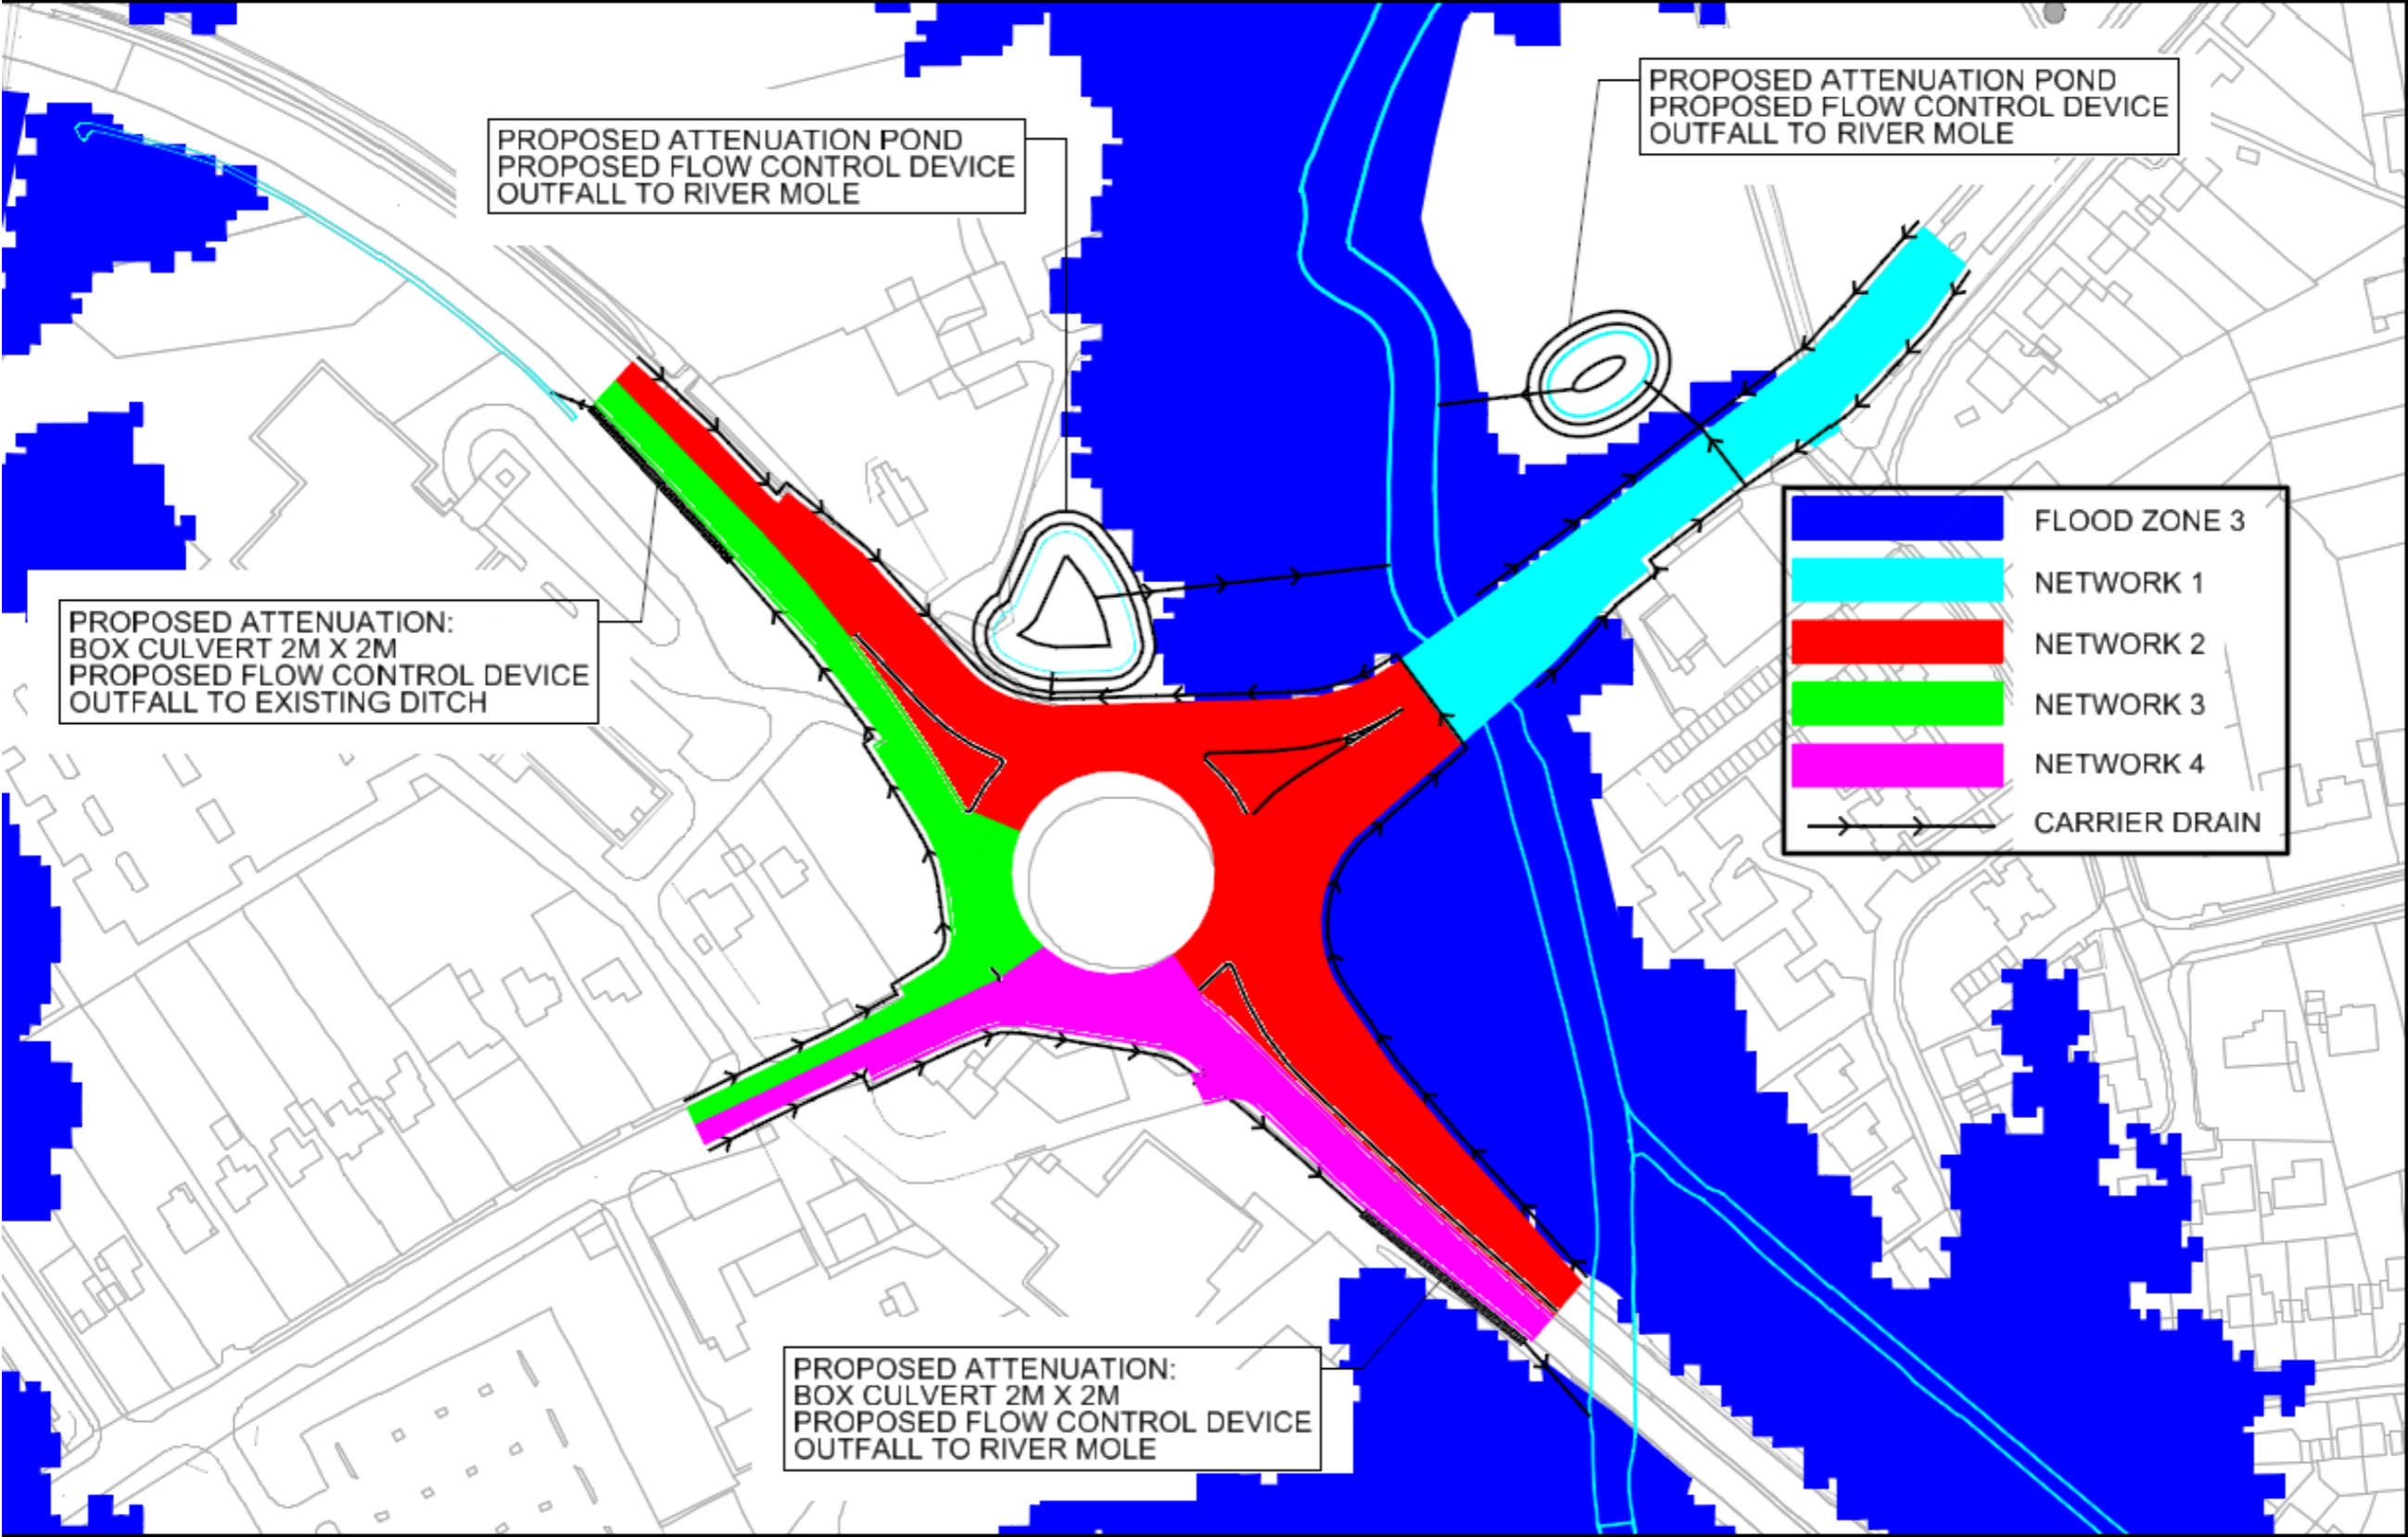 PROPOSED ATTENUATION POND
PROPOSED FLOW CONTROL DEVICE
OUTFALL TO RIVER MOLE
PROPOSED ATTENUATION POND
PROPOSED FLOW CONTROL DEVICE
OUTFALL TO RIVER MOLE
FLOOD ZONE 3
NETWORK 1
NETWORK 2
NETWORK 3
NETWORK 4
CARRIER DRAIN
PROPOSED ATTENUATION:
BOX CULVERT 2M X 2M
PROPOSED FLOW CONTROL DEVICE
OUTFALL TO EXISTING DITCH
PROPOSED ATTENUATION:
BOX CULVERT 2M X 2M
PROPOSED FLOW CONTROL DEVICE
OUTFALL TO RIVER MOLE